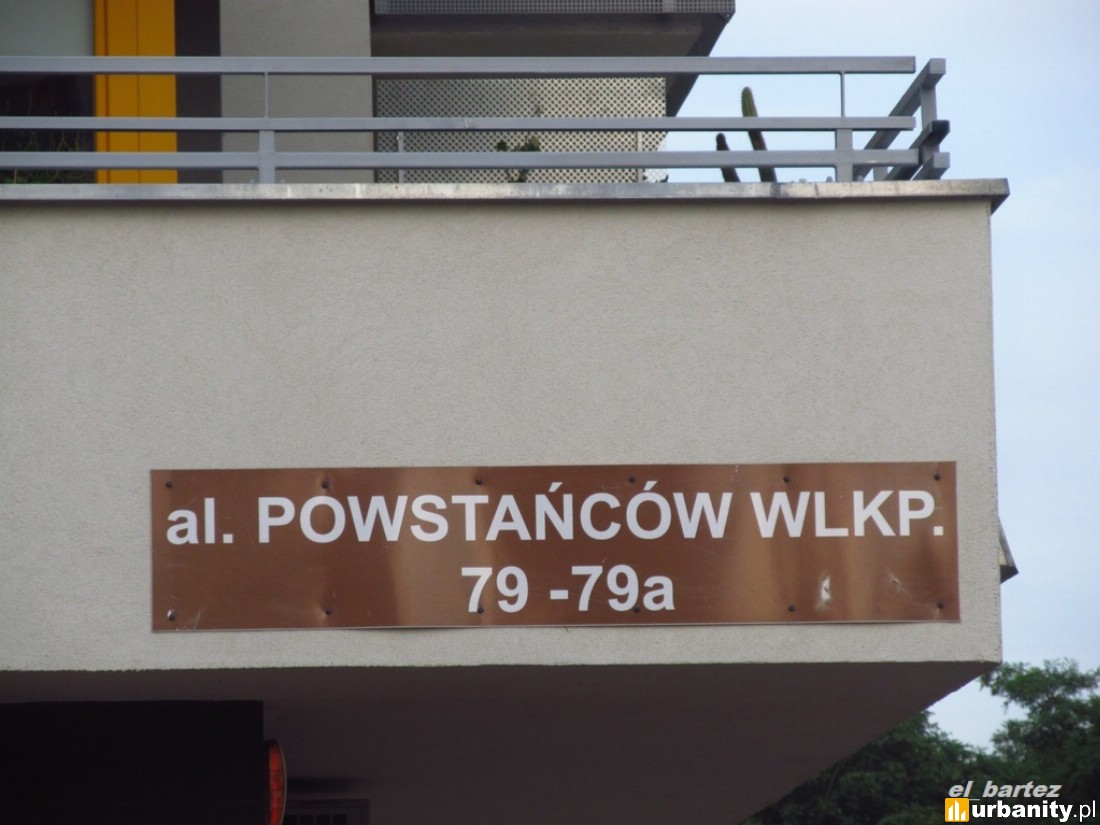 al. POWSTAŃCÓW WLKP.
79 -79a
el_bartez
urbanity.pl